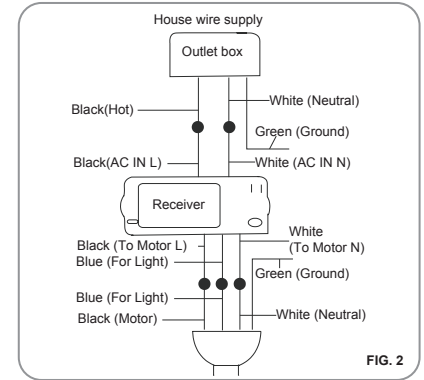 House wire supply
Outlet box
Black(Hot)
White (Neutral)
Green (Ground)
Black(AC IN L)
White (AC IN N)
Receiver
Black (To Motor L)
White
(To Motor N)
Blue (For Light)
Green (Ground)
Blue (For Light)
Black (Motor)
White (Neutral)
FIG. 2